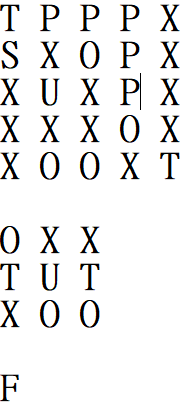 T P P P X
S X O P X
X U X P X
X X X O X
X O O X T
O X X
T U T
X O O
F